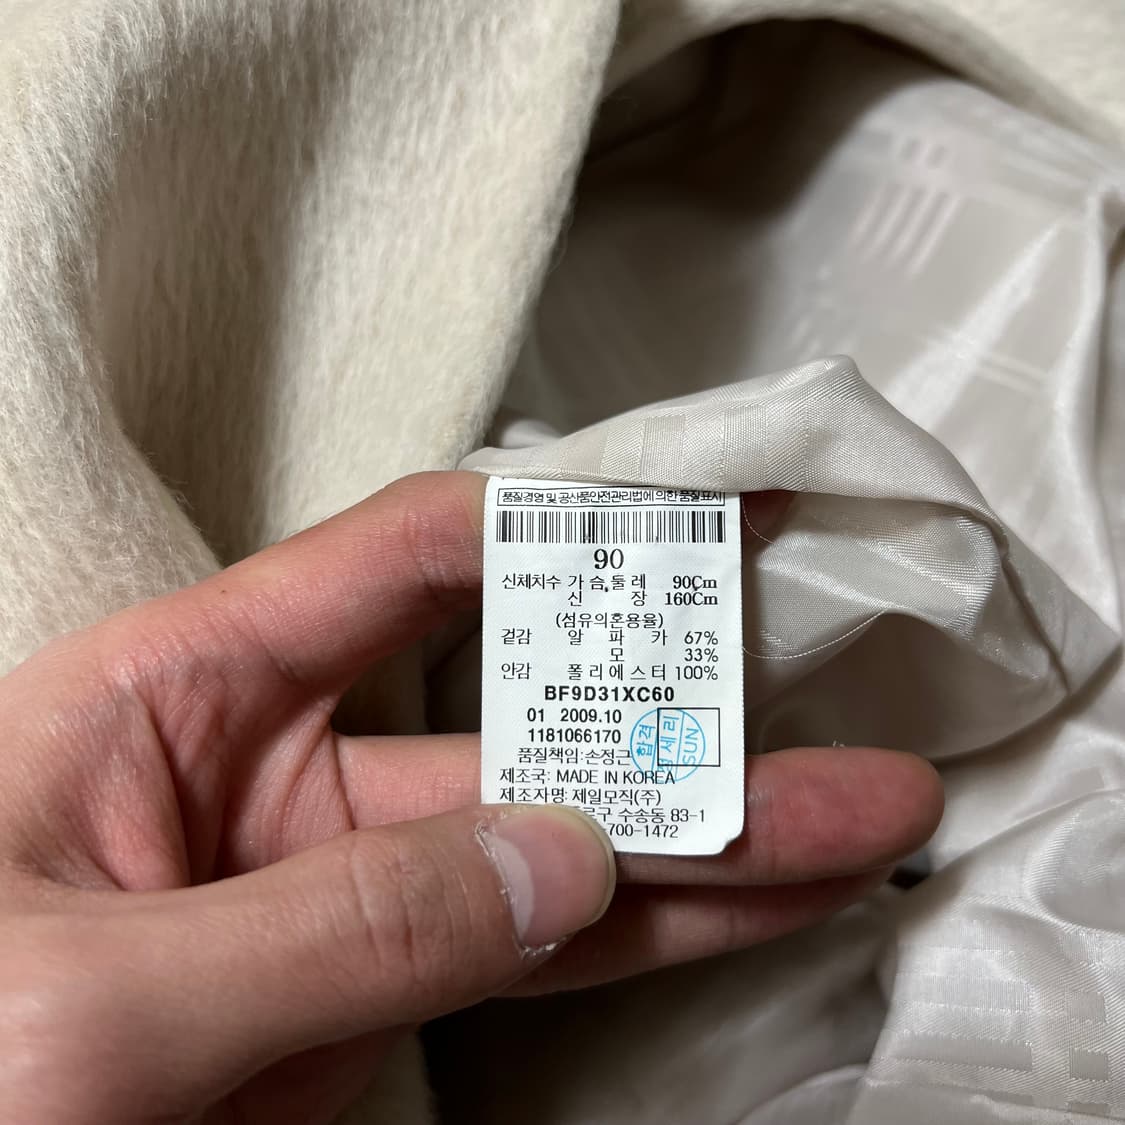 품질경영 및 공산품안전관리법에 의한 품질표시
90
신체치수 가슴둘레 90Cm
신장 160Cm
(섬유의혼용율)
겉감 알파카 67%
모 33%
안감 폴리에스터 100%
BF9D31XC60
01 2009.10
1181066170
합격
세리
SUN
품질책임:손정근
제조국: MADE IN KOREA
제조자명: 제일모직(주)
로구 수송동 83-1
-700-1472